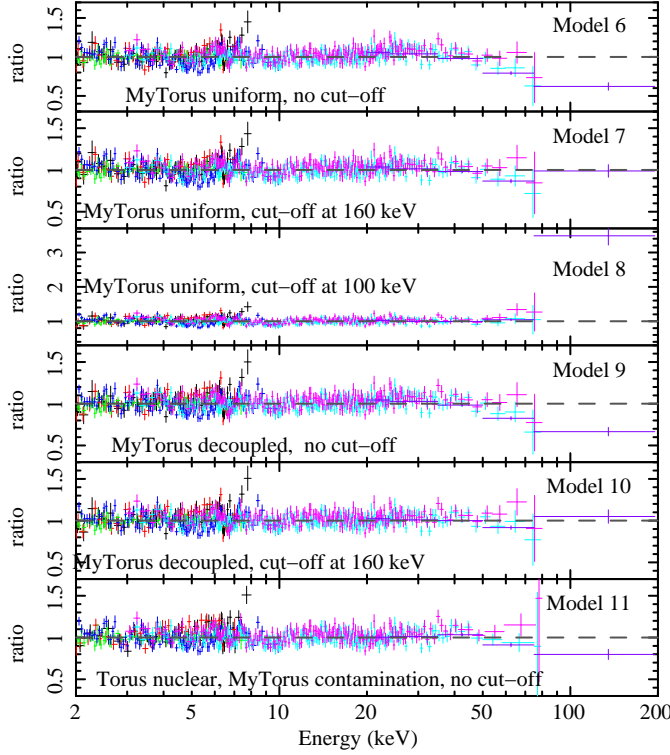 1.5
Model 6
ratio
1
0.5
MyTorus uniform, no cut−off
1.5
Model 7
ratio
1
0.5
MyTorus uniform, cut−off at 160 keV
3
MyTorus uniform, cut−off at 100 keV
Model 8
ratio
2
1
1.5
Model 9
ratio
1
0.5
MyTorus decoupled, no cut−off
1.5
Model 10
ratio
1
0.5
MyTorus decoupled, cut−off at 160 keV
1.5
Model 11
ratio
1
0.5
Torus nuclear, MyTorus contamination, no cut−off
2 5 10 20 50 100 200
Energy (keV)